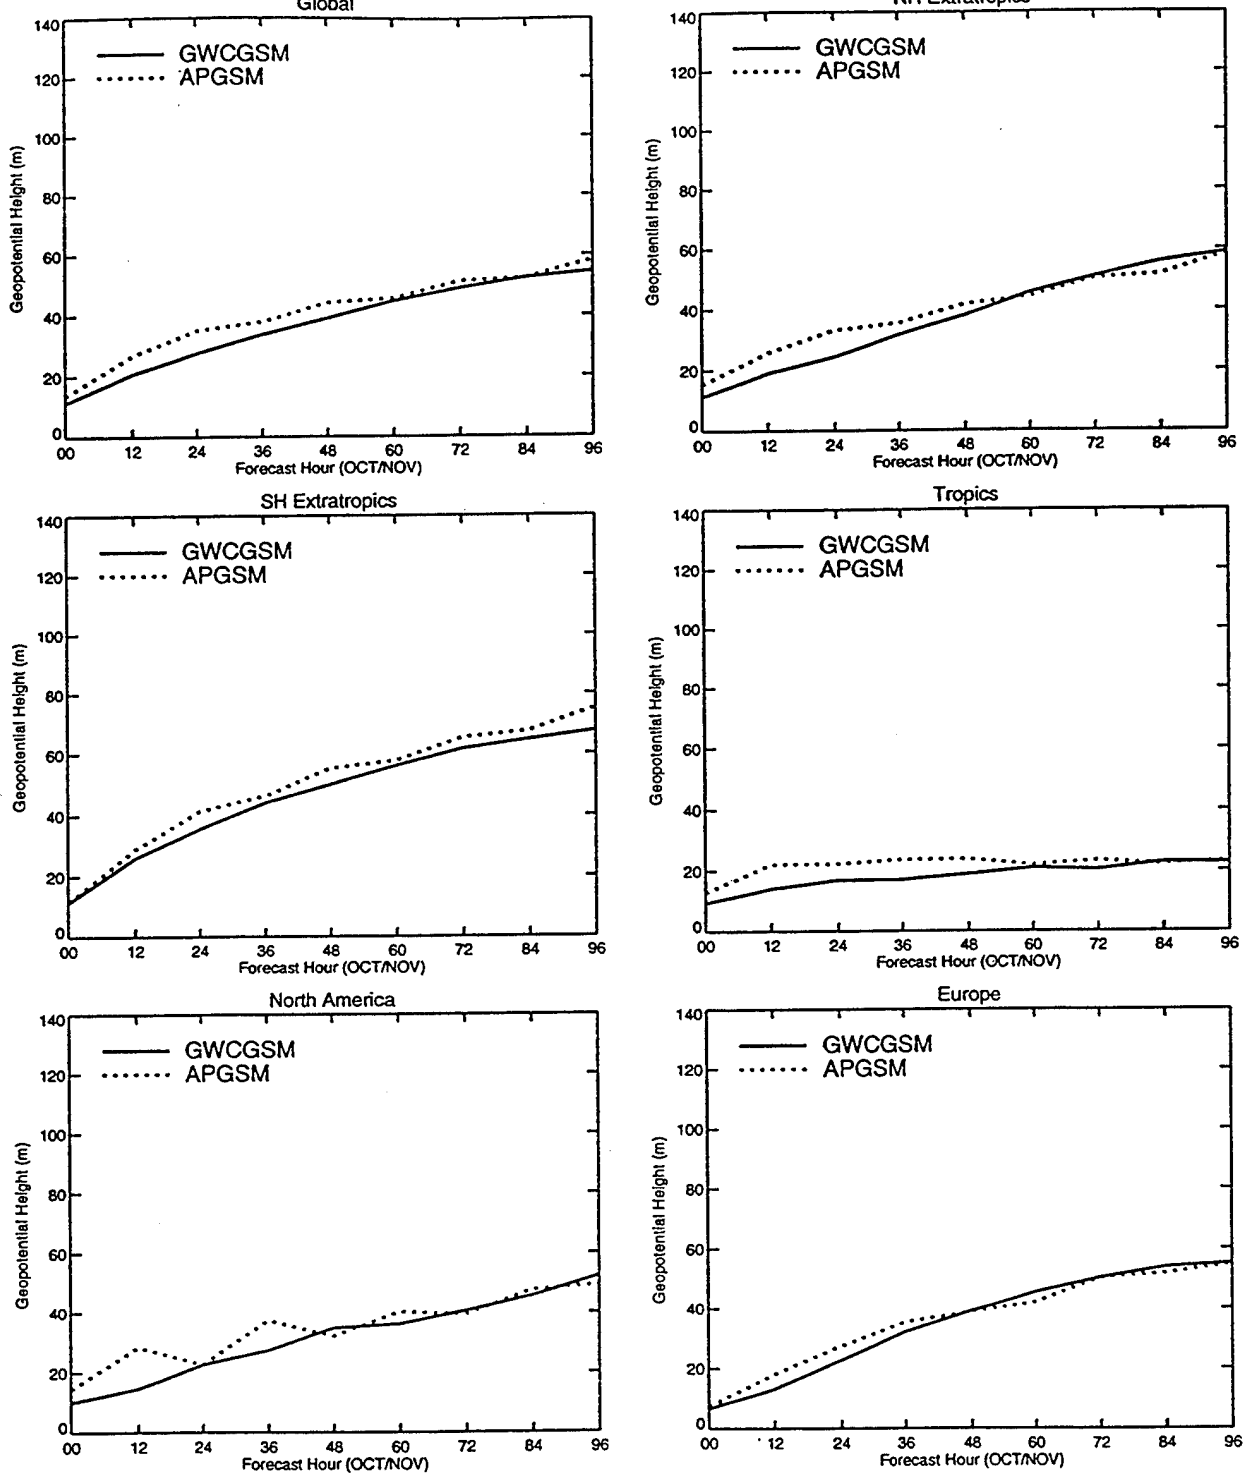 Global
140
120
100
80
60
40
20
0
Geopotential Height (m)
GWCGSM
APGSM
00 12 24 36 48 60 72 84 96
Forecast Hour (OCT/NOV)
NH Extratropics
140
120
100
80
60
40
20
0
Geopotential Height (m)
GWCGSM
APGSM
00 12 24 36 48 60 72 84 96
Forecast Hour (OCT/NOV)
SH Extratropics
140
120
100
80
60
40
20
0
Geopotential Height (m)
GWCGSM
APGSM
00 12 24 36 48 60 72 84 96
Forecast Hour (OCT/NOV)
Tropics
140
120
100
80
60
40
20
0
Geopotential Height (m)
GWCGSM
APGSM
00 12 24 36 48 60 72 84 96
Forecast Hour (OCT/NOV)
North America
140
120
100
80
60
40
20
0
Geopotential Height (m)
GWCGSM
APGSM
00 12 24 36 48 60 72 84 96
Forecast Hour (OCT/NOV)
Europe
140
120
100
80
60
40
20
0
Geopotential Height (m)
GWCGSM
APGSM
00 12 24 36 48 60 72 84 96
Forecast Hour (OCT/NOV)